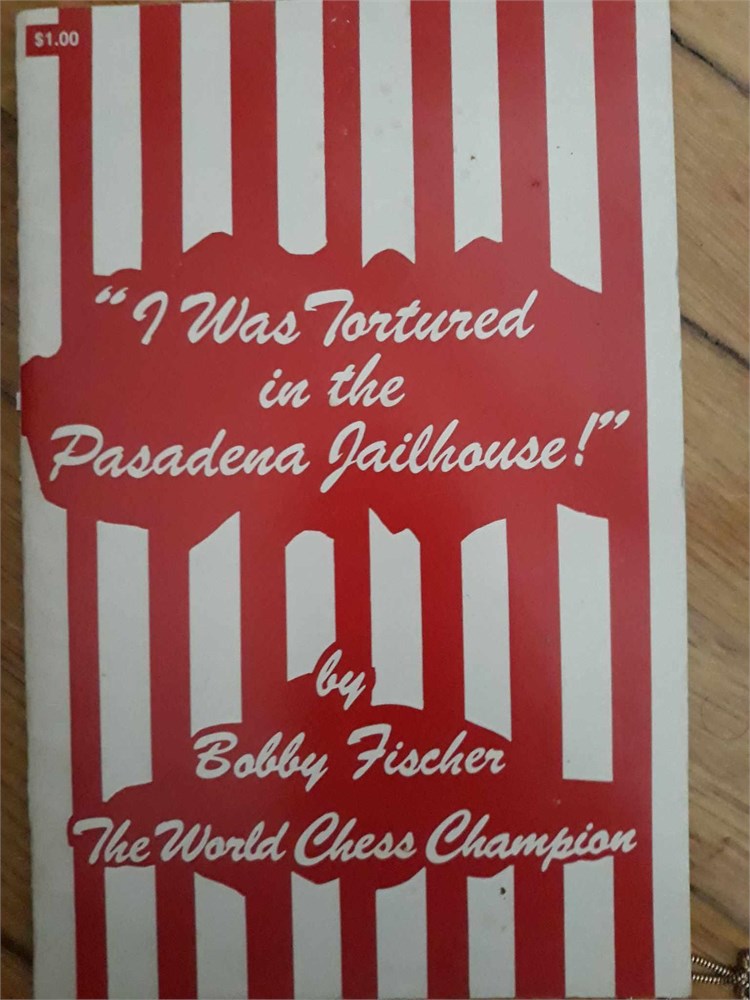 $1.00
“I Was Tortured
in the
Pasadena Jailhouse!”
by
Bobby Fischer
The World Chess Champion